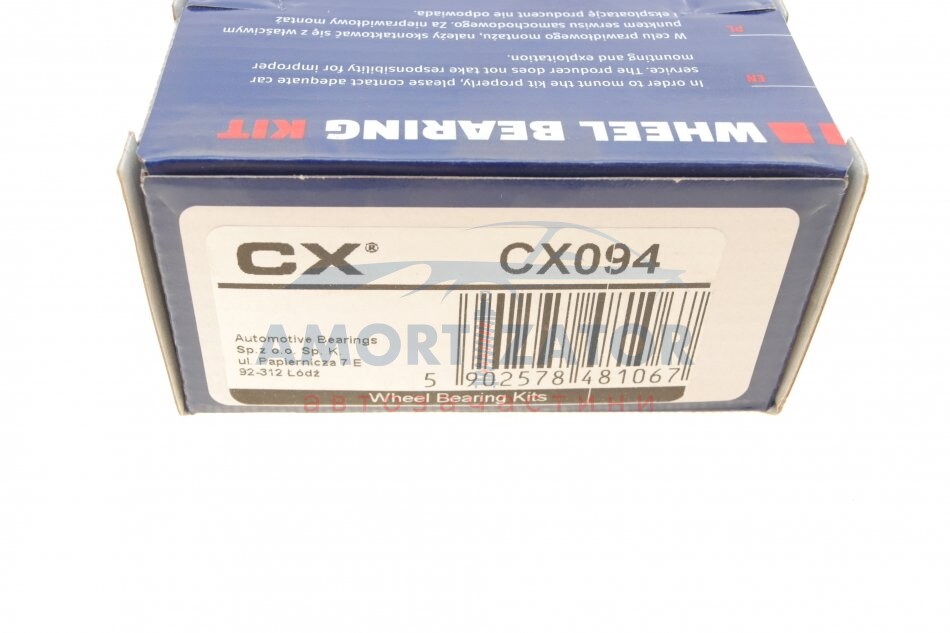 WHEEL BEARING KIT
EN
In order to mount the kit properly, please contact adequate car
service. The producer does not take responsibility for improper
mounting and exploitation.
PL
W celu prawidłowego montażu, należy skontaktować się z właściwym
punktem serwisu samochodowego. Za nieprawidłowy montaż
i eksploatację producent nie odpowiada.
CX®
CX094
Automotive Bearings
Sp. z o.o. Sp. K.
ul. Papiernicza 7 E
92-312 Łódź
5 902578 481067
Wheel Bearing Kits
AMORTIZATOR
автозапчастини